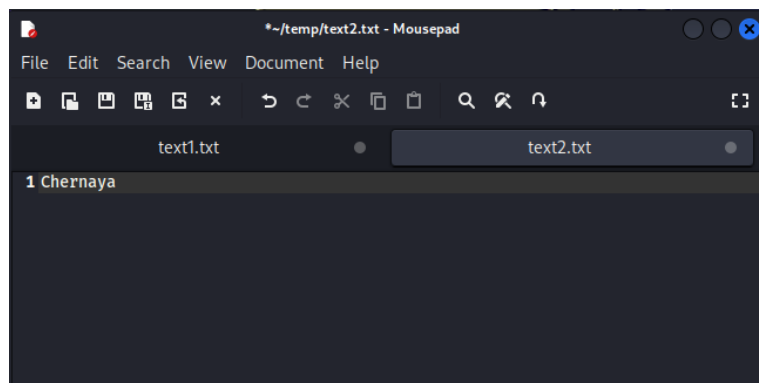 *~/temp/text2.txt - Mousepad
File Edit Search View Document Help
text1.txt text2.txt
1 Chernaya